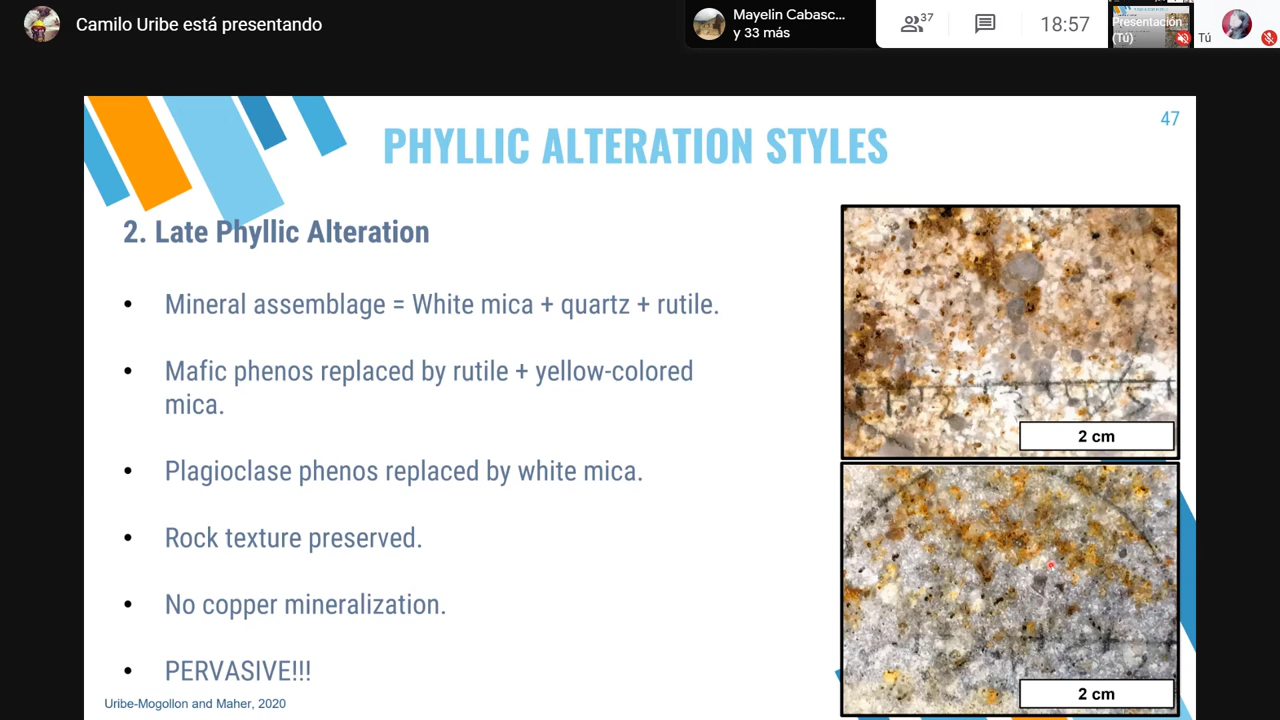 Camilo Uribe está presentando
Mayelin Cabasc...
y 33 más
37
18:57
Presentación
(Tú)
Tú
47
PHYLLIC ALTERATION STYLES
2. Late Phyllic Alteration
• Mineral assemblage = White mica + quartz + rutile.
• Mafic phenos replaced by rutile + yellow-colored
mica.
• Plagioclase phenos replaced by white mica.
• Rock texture preserved.
• No copper mineralization.
• PERVASIVE!!!
Uribe-Mogollon and Maher, 2020
2 cm
2 cm